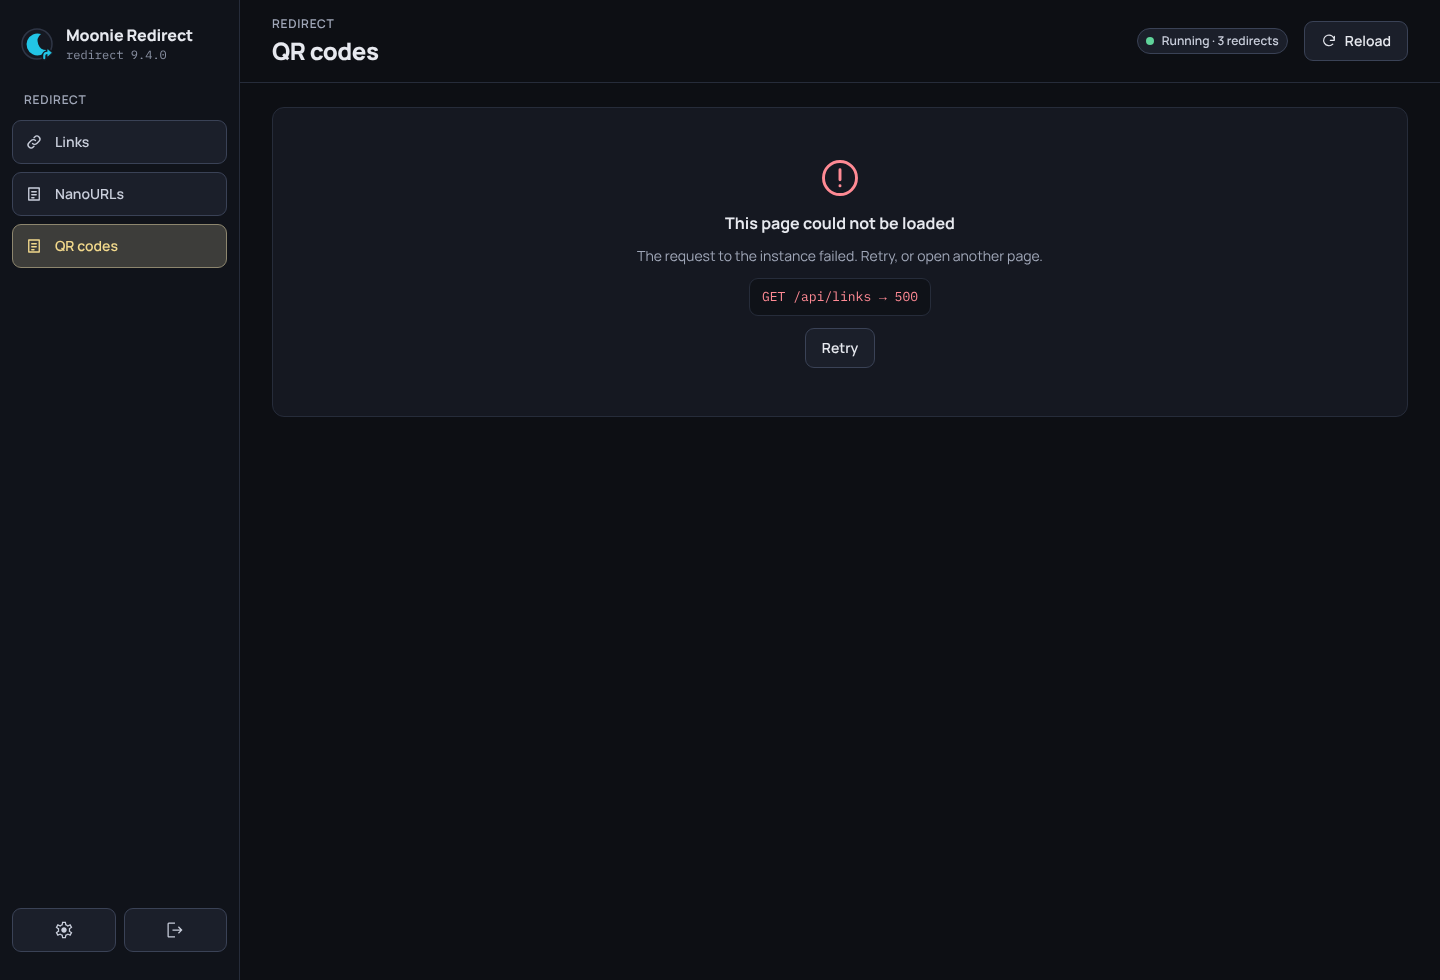 Moonie Redirect
redirect 9.4.0
REDIRECT
Links
NanoURLs
QR codes
REDIRECT
QR codes
Running · 3 redirects
Reload
This page could not be loaded
The request to the instance failed. Retry, or open another page.
GET /api/links → 500
Retry